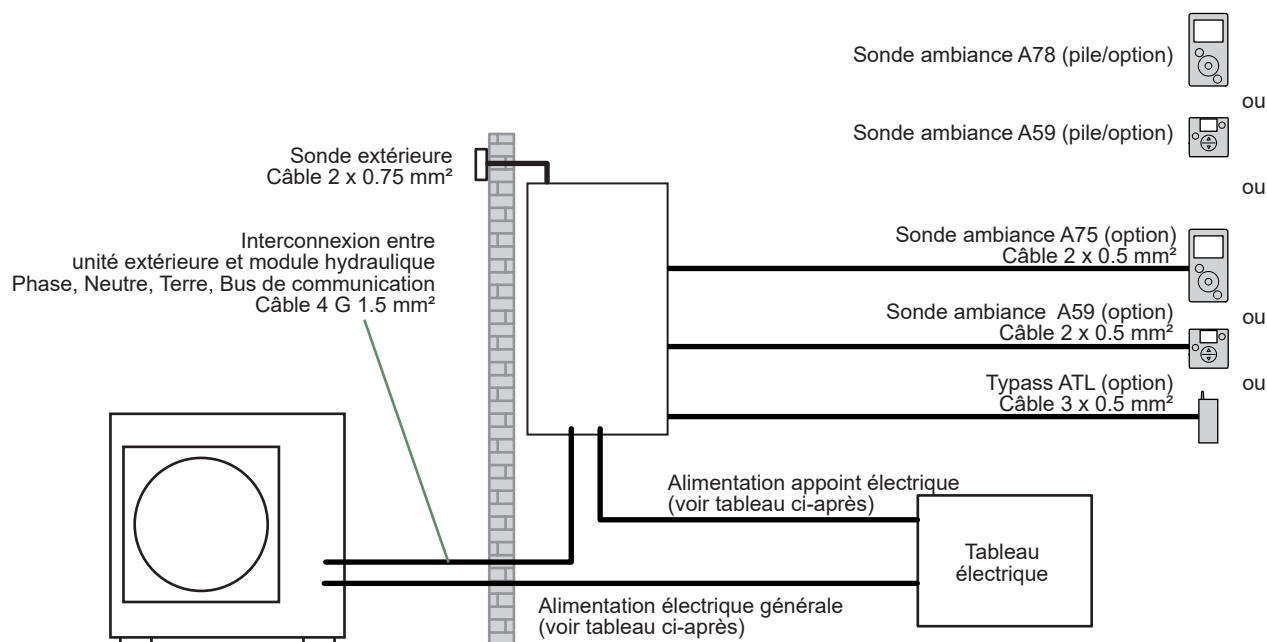 Sonde ambiance A78 (pile/option)
ou
Sonde ambiance A59 (pile/option)
ou
Sonde extérieure
Câble 2 x 0.75 mm²
Interconnexion entre
unité extérieure et module hydraulique
Phase, Neutre, Terre, Bus de communication
Câble 4 G 1.5 mm²
Sonde ambiance A75 (option)
Câble 2 x 0.5 mm²
ou
Sonde ambiance A59 (option)
Câble 2 x 0.5 mm²
ou
Typass ATL (option)
Câble 3 x 0.5 mm²
Alimentation appoint électrique
(voir tableau ci-après)
Tableau
électrique
Alimentation électrique générale
(voir tableau ci-après)